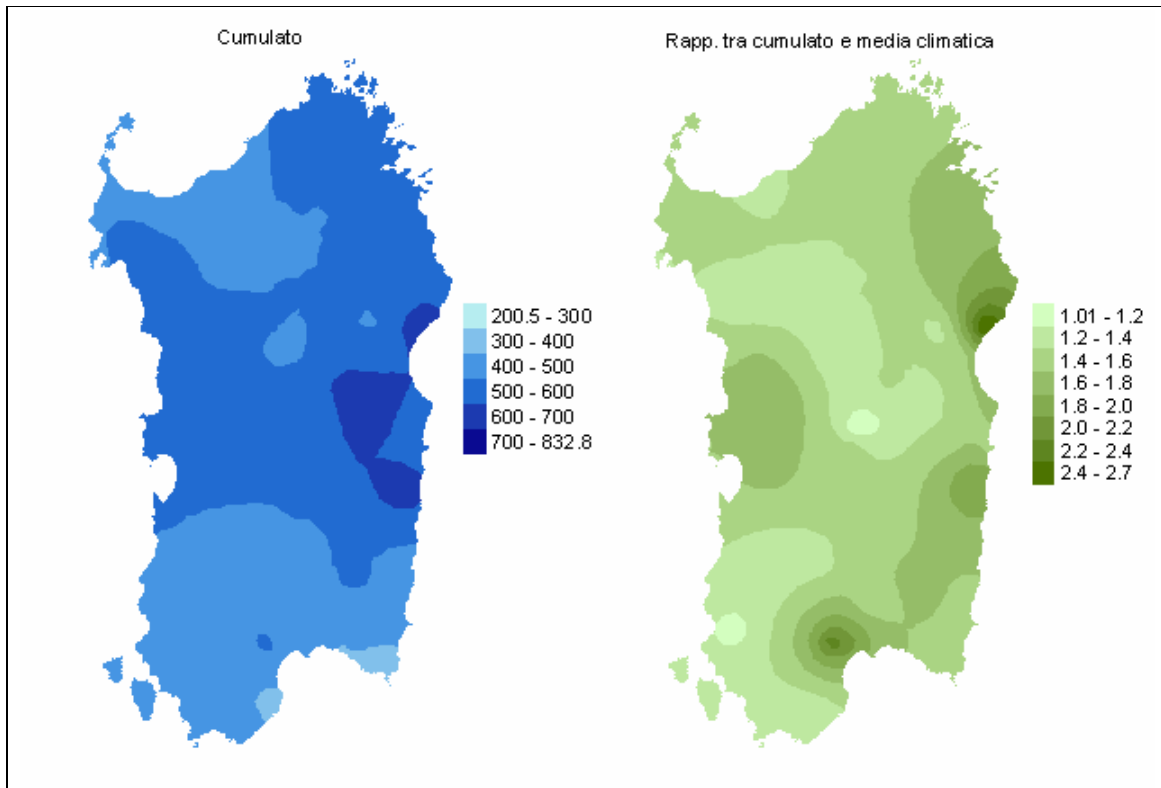 Cumulato
200.5 - 300
300 - 400
400 - 500
500 - 600
600 - 700
700 - 832.8
Rapp. tra cumulato e media climatica
1.01 - 1.2
1.2 - 1.4
1.4 - 1.6
1.6 - 1.8
1.8 - 2.0
2.0 - 2.2
2.2 - 2.4
2.4 - 2.7